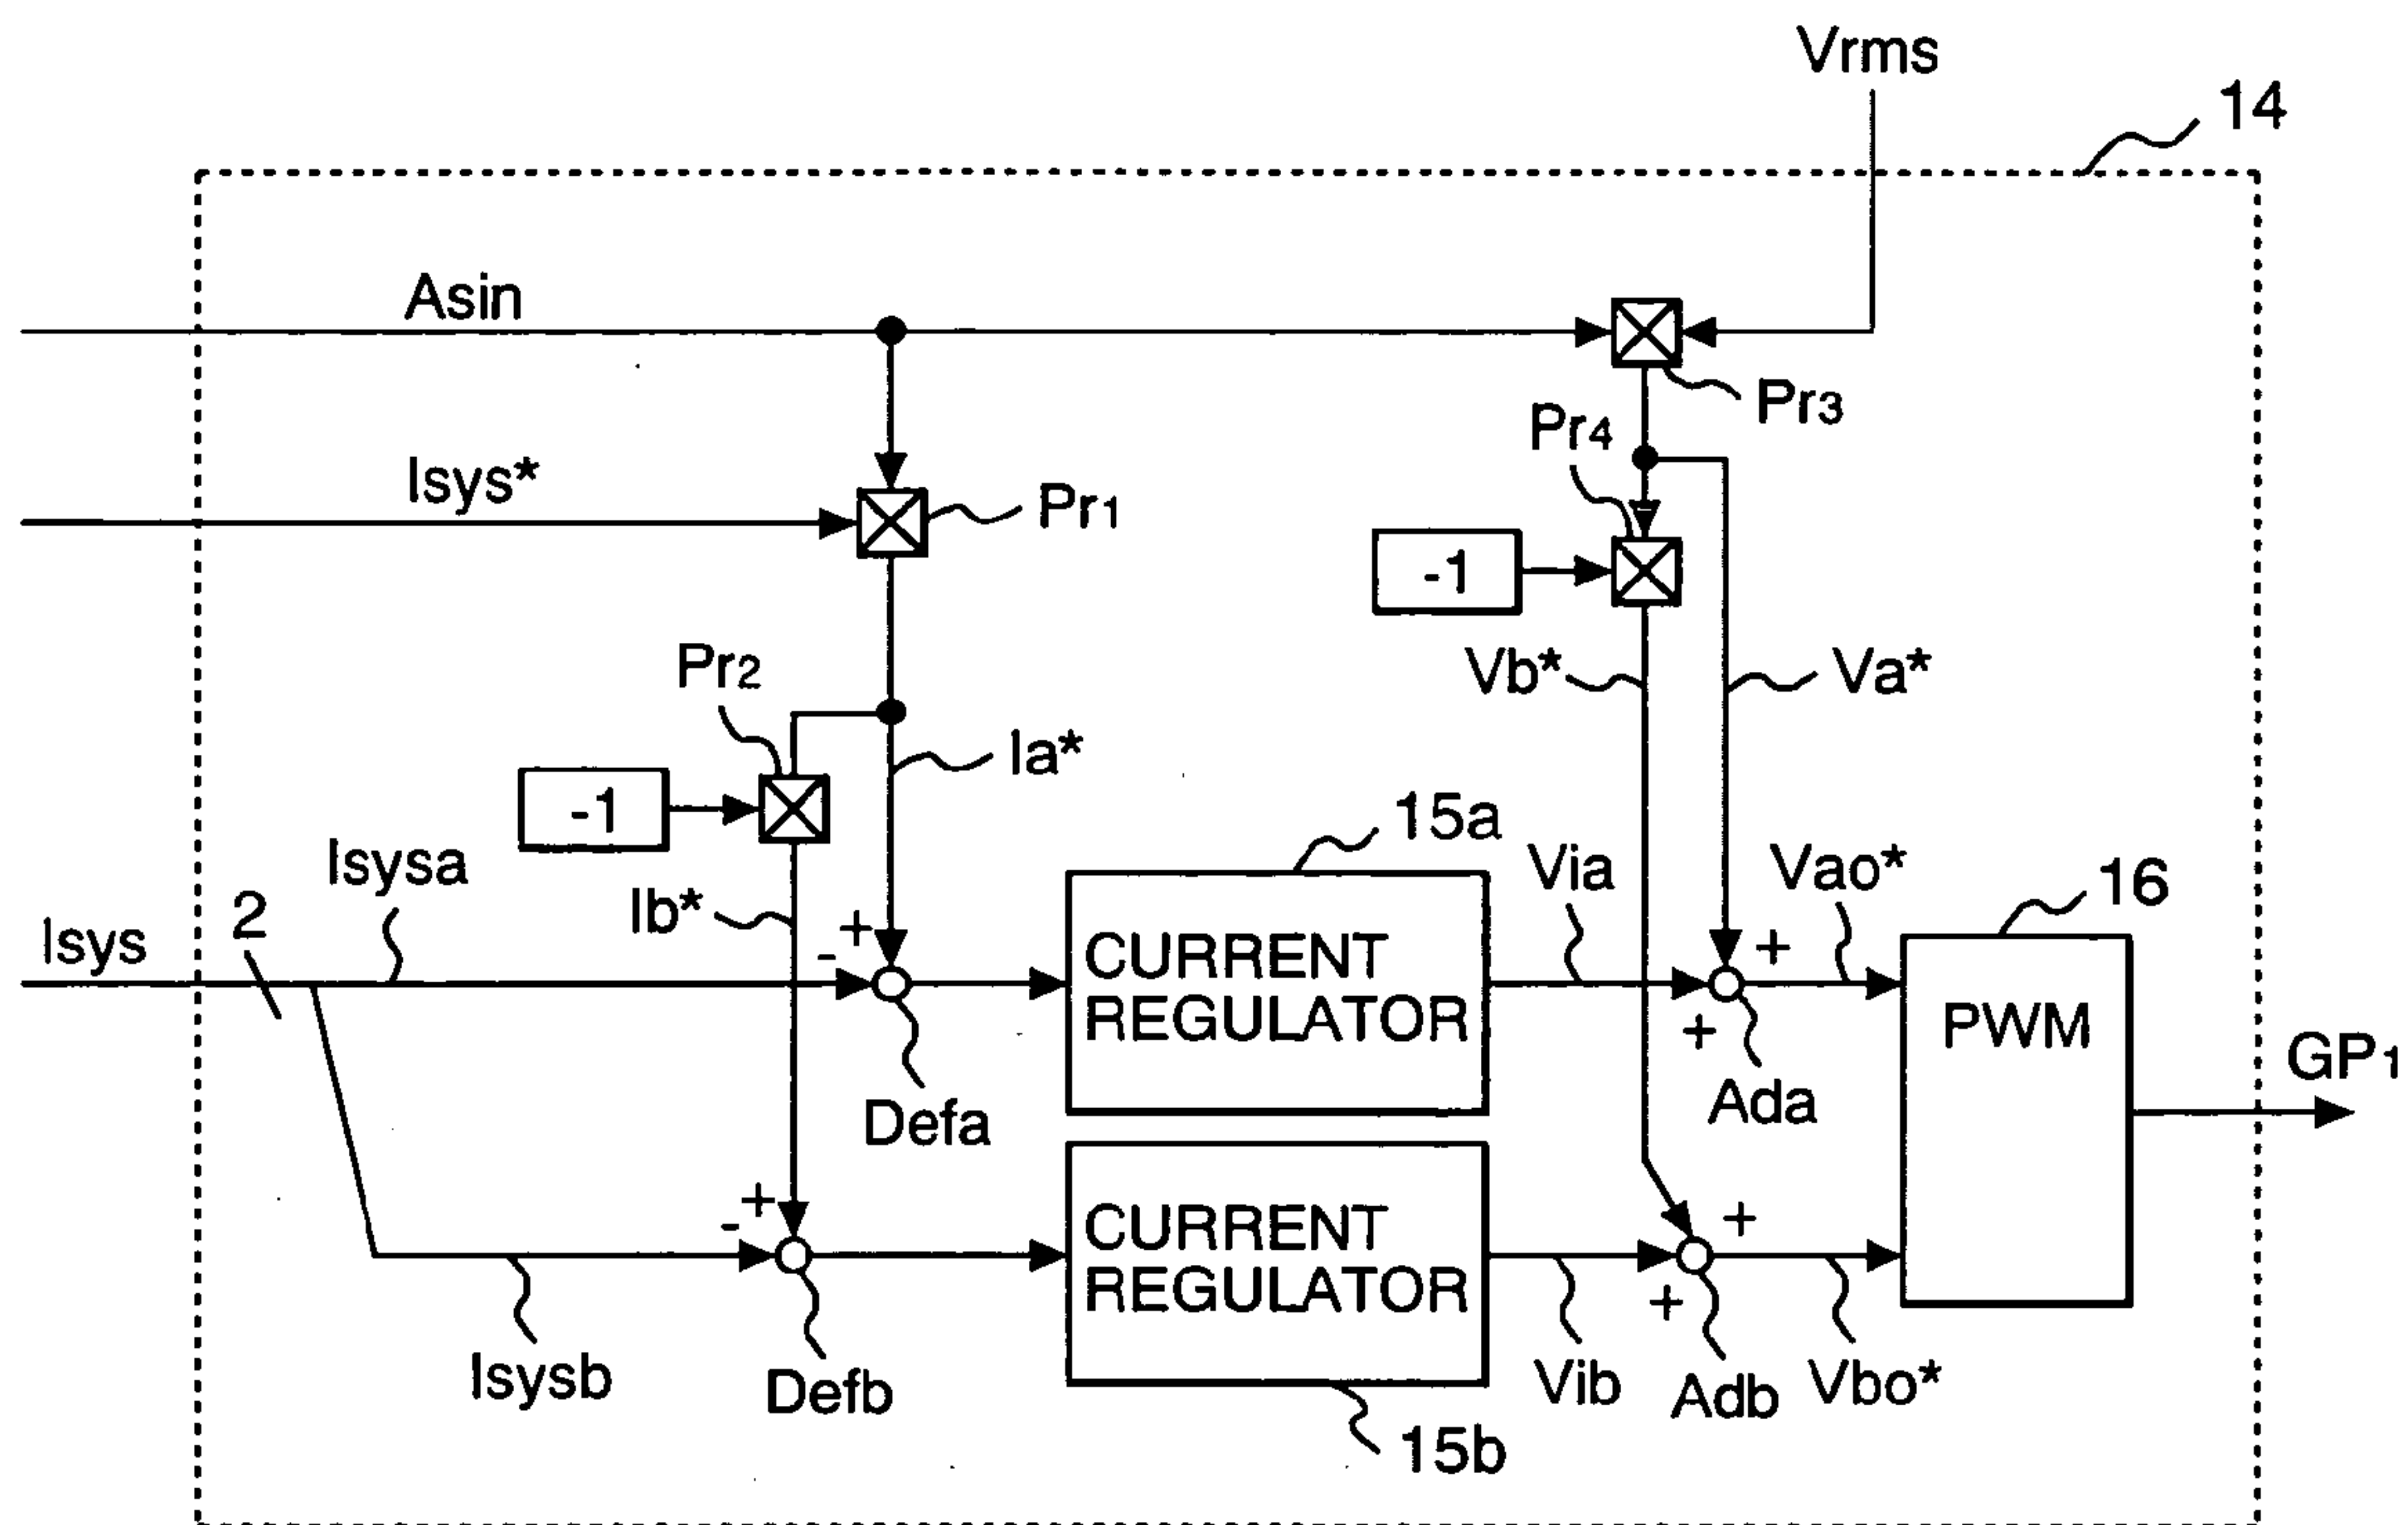 Vrms
14
Asin
Pr3
Pr4
Isys*
Pr1
-1
Pr2
Vb*
Va*
Ia*
-1
15a
Isysa
Via
Vao*
16
2
Ib*
+
Isys
-
CURRENT
REGULATOR
+
+
PWM
GP1
Defa
Ada
+
-
CURRENT
REGULATOR
+
+
Isysb
Defb
Vib
Adb
Vbo*
15b